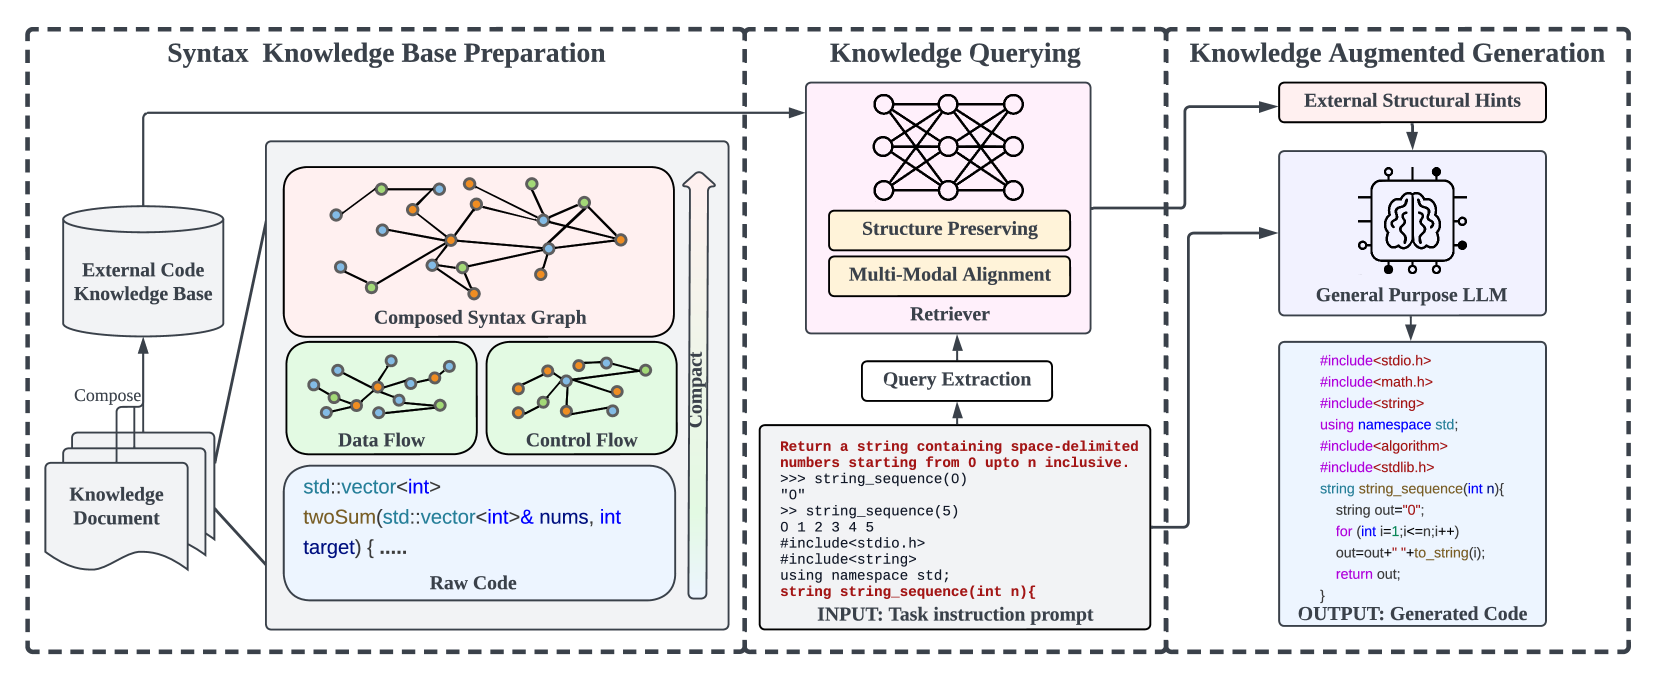 Syntax  Knowledge Base Preparation
External Code
Knowledge Base
Compose
Knowledge
Document
Composed Syntax Graph
Data Flow
Control Flow
std::vector<int>
twoSum(std::vector<int>& nums, int
target) { .....
Raw Code
Compact
Knowledge Querying
Structure Preserving
Multi-Modal Alignment
Retriever
Query Extraction
Return a string containing space-delimited
numbers starting from 0 upto n inclusive.
>>> string_sequence(0)
"0"
>> string_sequence(5)
0 1 2 3 4 5
#include<stdio.h>
#include<string>
using namespace std;
string string_sequence(int n){
INPUT: Task instruction prompt
Knowledge Augmented Generation
External Structural Hints
General Purpose LLM
#include<stdio.h>
#include<math.h>
#include<string>
using namespace std;
#include<algorithm>
#include<stdlib.h>
string string_sequence(int n){
string out="0";
for (int i=1;i<=n;i++)
out=out+" "+to_string(i);
return out;
}
OUTPUT: Generated Code